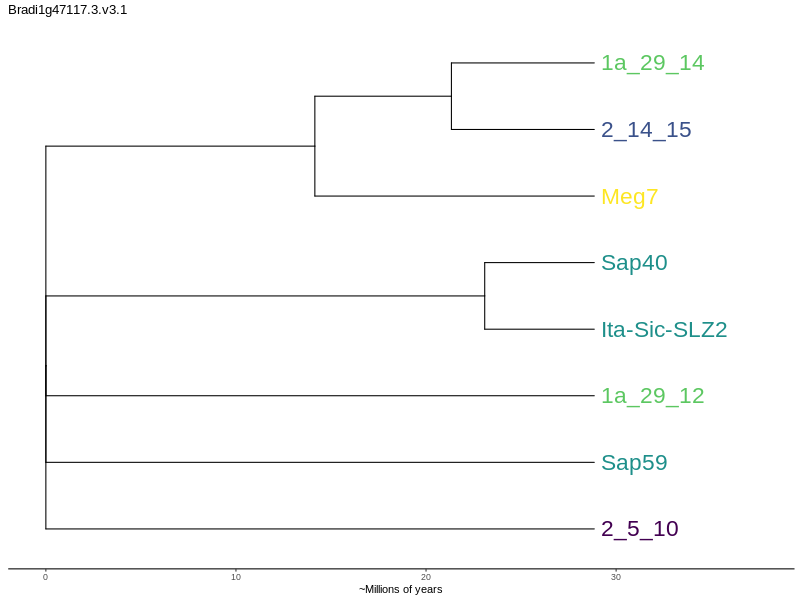 Bradi1g47117.3.v3.1
1a_29_14
2_14_15
Meg7
Sap40
Ita-Sic-SLZ2
1a_29_12
Sap59
2_5_10
0 10 20 30
~Millions of years